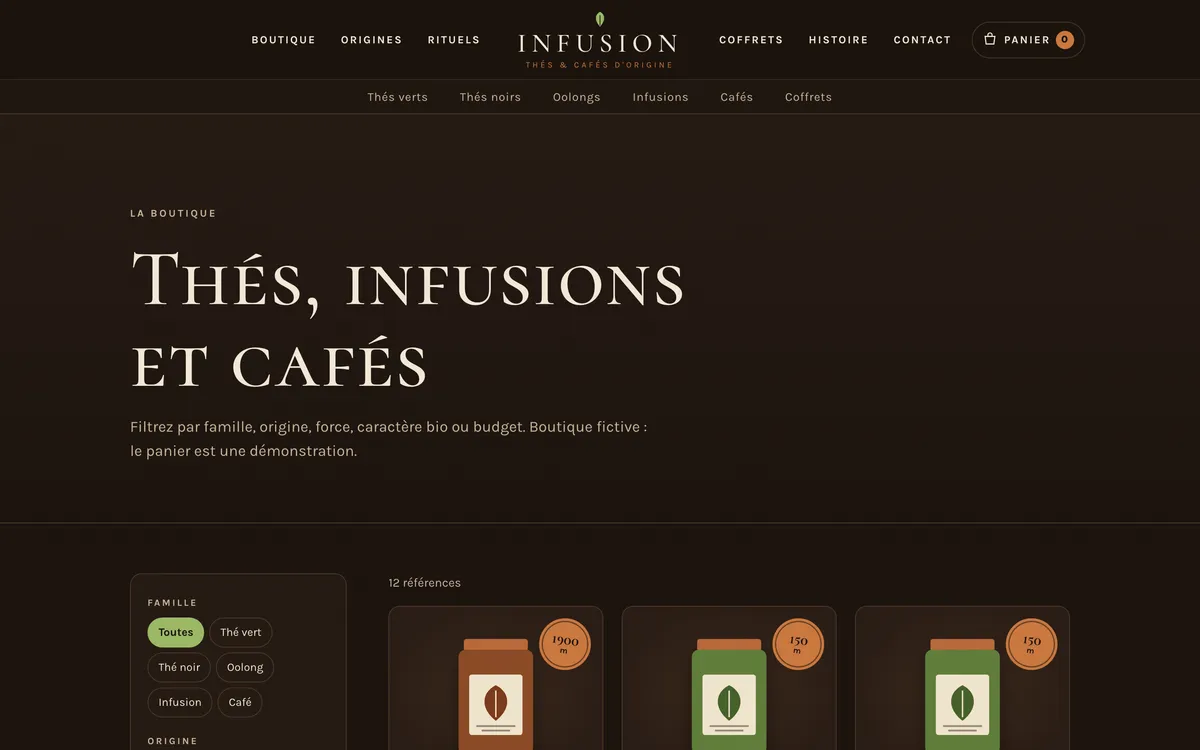 BOUTIQUE
ORIGINES
RITUELS
INFUSION
THÉS & CAFÉS D'ORIGINE
COFFRETS
HISTOIRE
CONTACT
PANIER 0
Thés verts
Thés noirs
Oolongs
Infusions
Cafés
Coffrets
LA BOUTIQUE
Thés, infusions
et cafés
Filtrez par famille, origine, force, caractère bio ou budget. Boutique fictive :
le panier est une démonstration.
FAMILLE
Toutes
Thé vert
Thé noir
Oolong
Infusion
Café
ORIGINE
12 références
1900
m
150
m
150
m